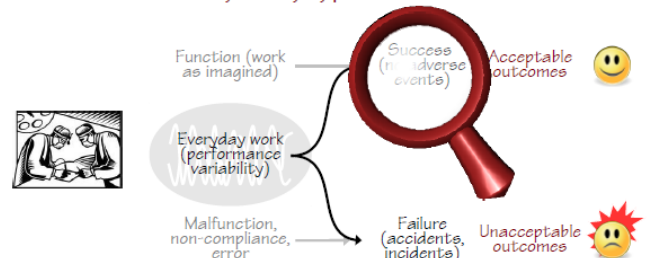 Function (work
as imagined)
Success
(no adverse
events)
Acceptable
outcomes
Everyday work
(performance
variability)
Malfunction,
non-compliance,
error
Failure
(accidents,
incidents)
Unacceptable
outcomes